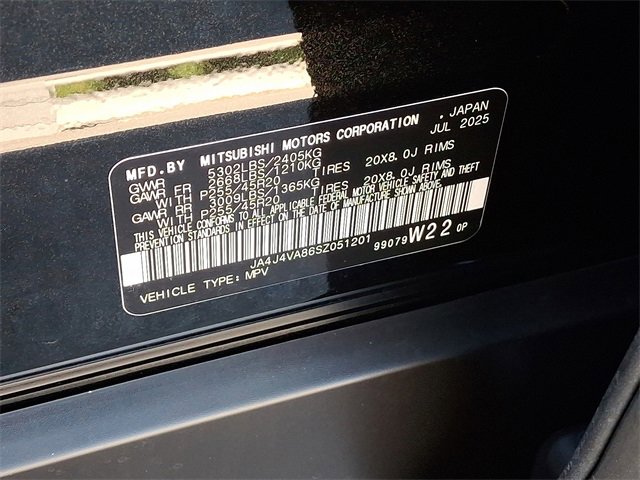 MFD.BY MITSUBISHI MOTORS CORPORATION , JAPAN
GVWR 5302LBS/2405KG JUL 2025
GAWR FR 2668LBS/1210KG
WITH P255/45R20 TIRES 20X8.0J RIMS
GAWR RR 3009LBS/1365KG
WITH P255/45R20 TIRES 20X8.0J RIMS
THIS VEHICLE CONFORMS TO ALL APPLICABLE FEDERAL MOTOR VEHICLE SAFETY AND THEFT
PREVENTION STANDARDS IN EFFECT ON THE DATE OF MANUFACTURE SHOWN ABOVE.
JA4J4VA86SZ051201 99079 W22 0P
VEHICLE TYPE: MPV